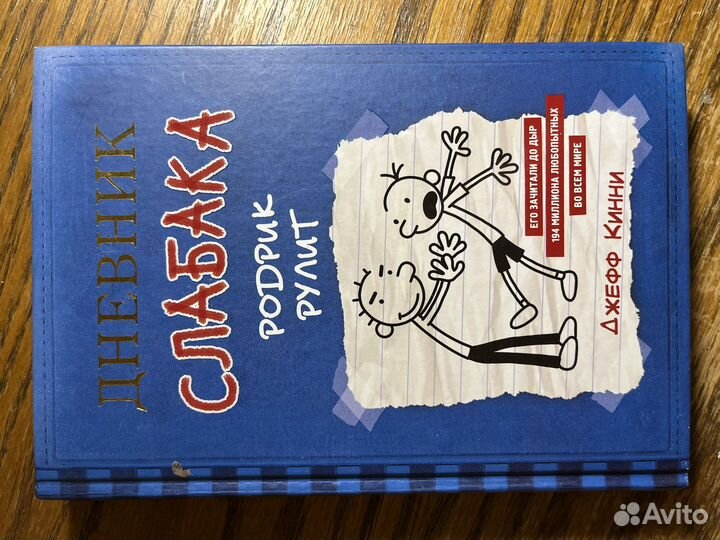 ДНЕВНИК
СЛАБАКА
РОДРИК
РУЛИТ
ЕГО ЗАЧИТАЛИ ДО ДЫР
194 МИЛЛИОНА ЛЮБОПЫТНЫХ
ВО ВСЕМ МИРЕ
ДЖЕФФ КИННИ
Avito